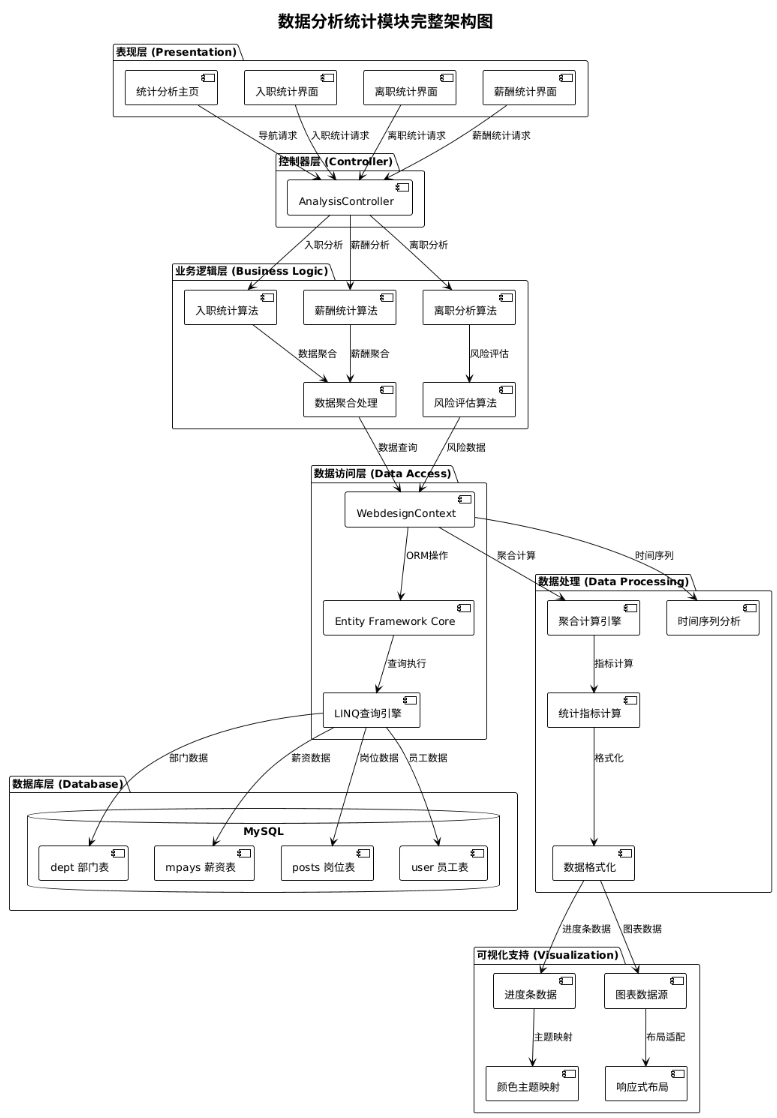 数据分析统计模块完整架构图
表现层 (Presentation)
统计分析主页
入职统计界面
离职统计界面
薪酬统计界面
导航请求
入职统计请求
离职统计请求
薪酬统计请求
控制器层 (Controller)
AnalysisController
入职分析
薪酬分析
离职分析
业务逻辑层 (Business Logic)
入职统计算法
薪酬统计算法
离职分析算法
数据聚合
薪酬聚合
风险评估
数据聚合处理
风险评估算法
数据查询
风险数据
数据访问层 (Data Access)
WebdesignContext
ORM操作
聚合计算
时间序列
数据处理 (Data Processing)
Entity Framework Core
聚合计算引擎
时间序列分析
查询执行
指标计算
LINQ查询引擎
统计指标计算
部门数据
薪资数据
岗位数据
员工数据
格式化
数据库层 (Database)
MySQL
dept 部门表
mpays 薪资表
posts 岗位表
user 员工表
数据格式化
进度条数据
图表数据
可视化支持 (Visualization)
进度条数据
图表数据源
主题映射
布局适配
颜色主题映射
响应式布局